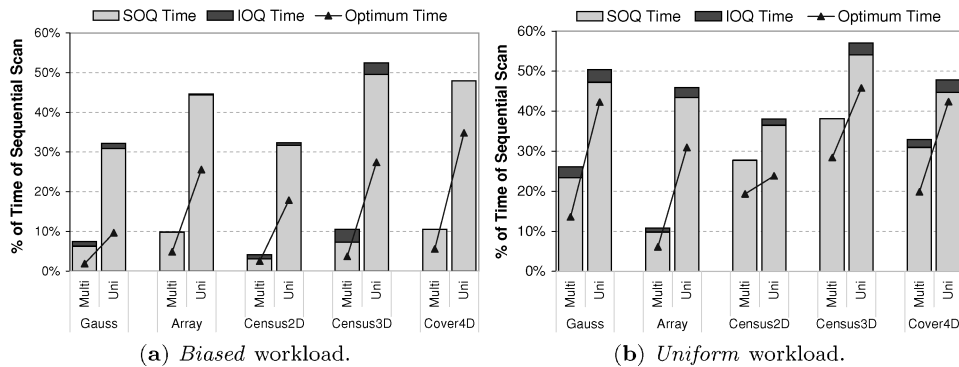 SOQ Time IOQ Time Optimum Time
60%
50%
40%
30%
20%
10%
0%
% of Time of Sequential Scan
Multi Uni Multi Uni Multi Uni Multi Uni Multi Uni
Gauss Array Census2D Census3D Cover4D
(a) Biased workload.
SOQ Time IOQ Time Optimum Time
60%
50%
40%
30%
20%
10%
0%
% of Time of Sequential Scan
Multi Uni Multi Uni Multi Uni Multi Uni Multi Uni
Gauss Array Census2D Census3D Cover4D
(b) Uniform workload.